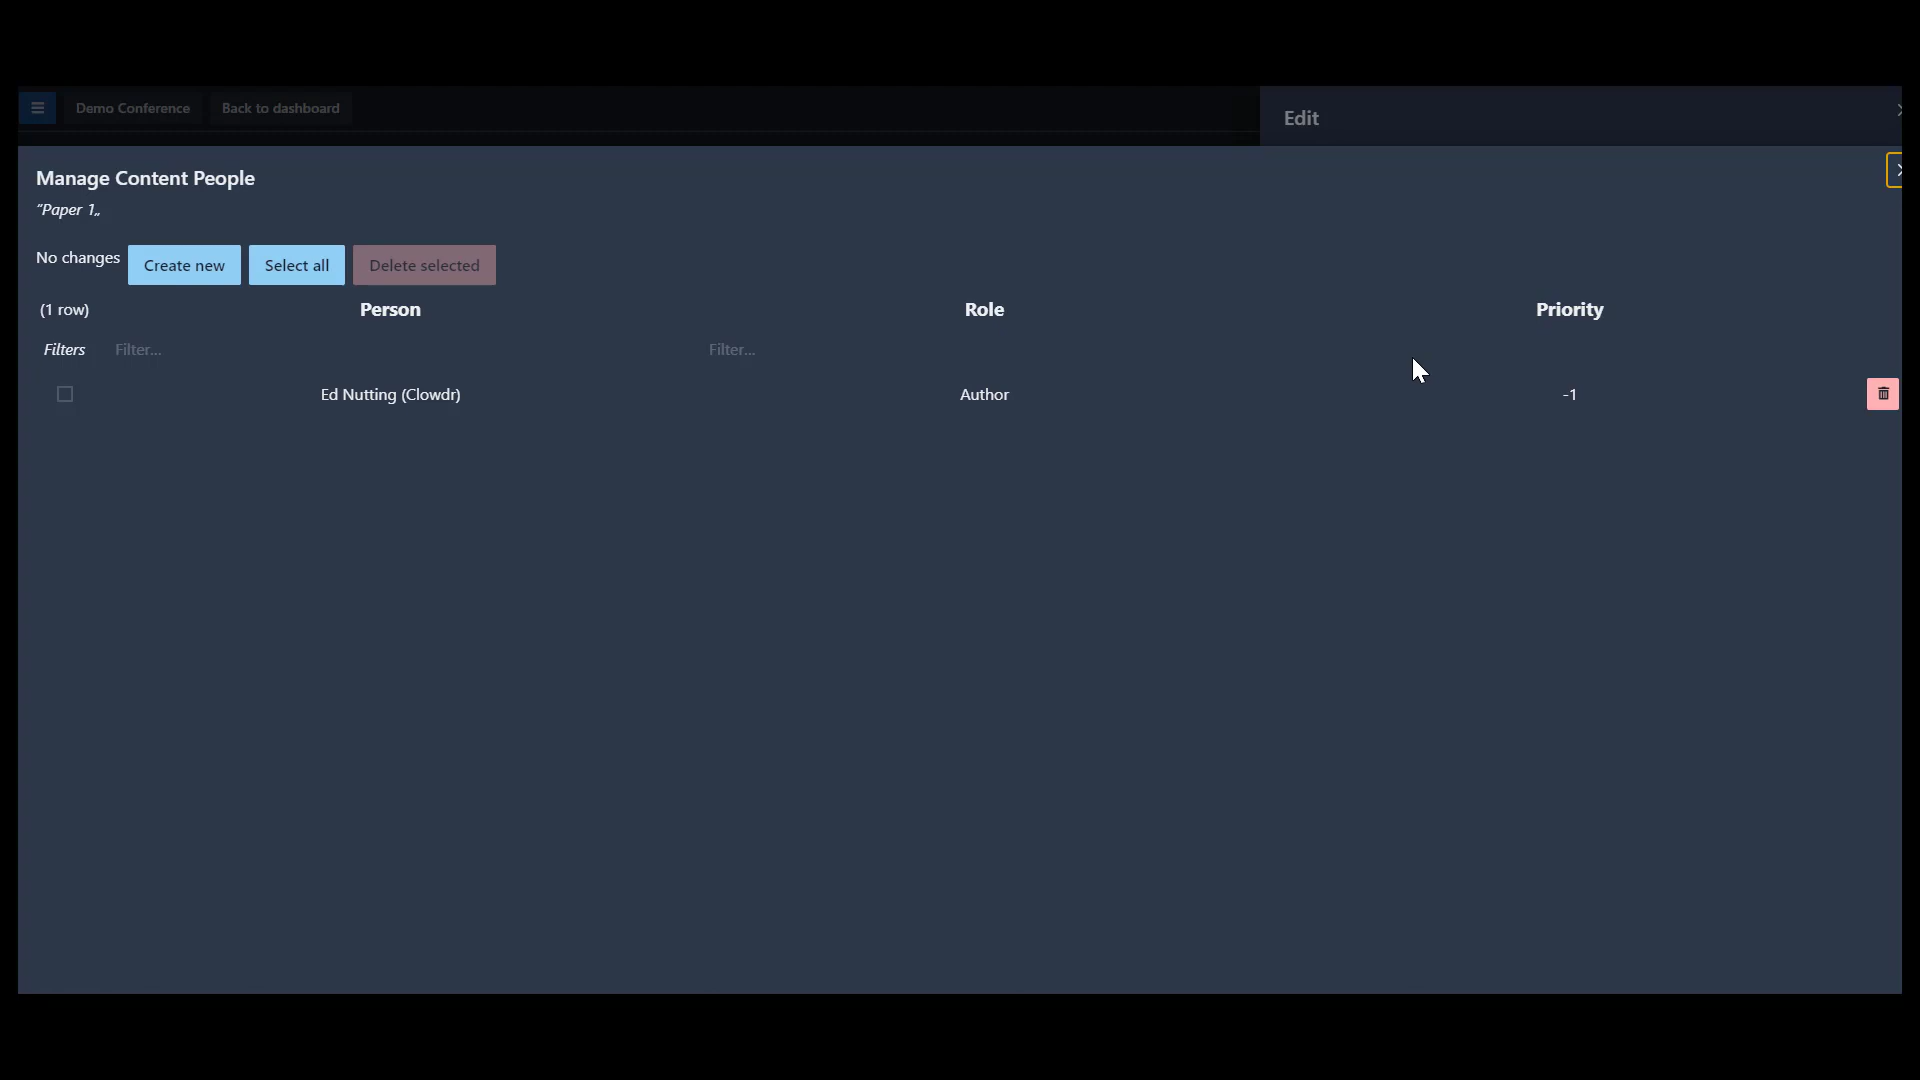 Demo Conference Back to dashboard
Edit
Manage Content People
“Paper 1„
No changes Create new Select all Delete selected
(1 row) Person Role Priority
Filters Filter... Filter...
Ed Nutting (Clowdr) Author -1